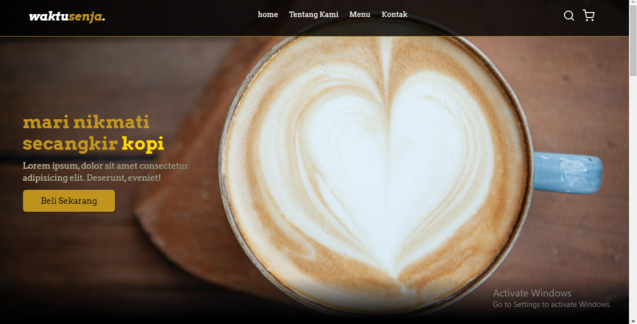 waktusenja.
home Tentang Kami Menu Kontak
mari nikmati
secangkir kopi
Lorem ipsum, dolor sit amet consectetur
adipisicing elit. Deserunt, eveniet!
Beli Sekarang
Activate Windows
Go to Settings to activate Windows.